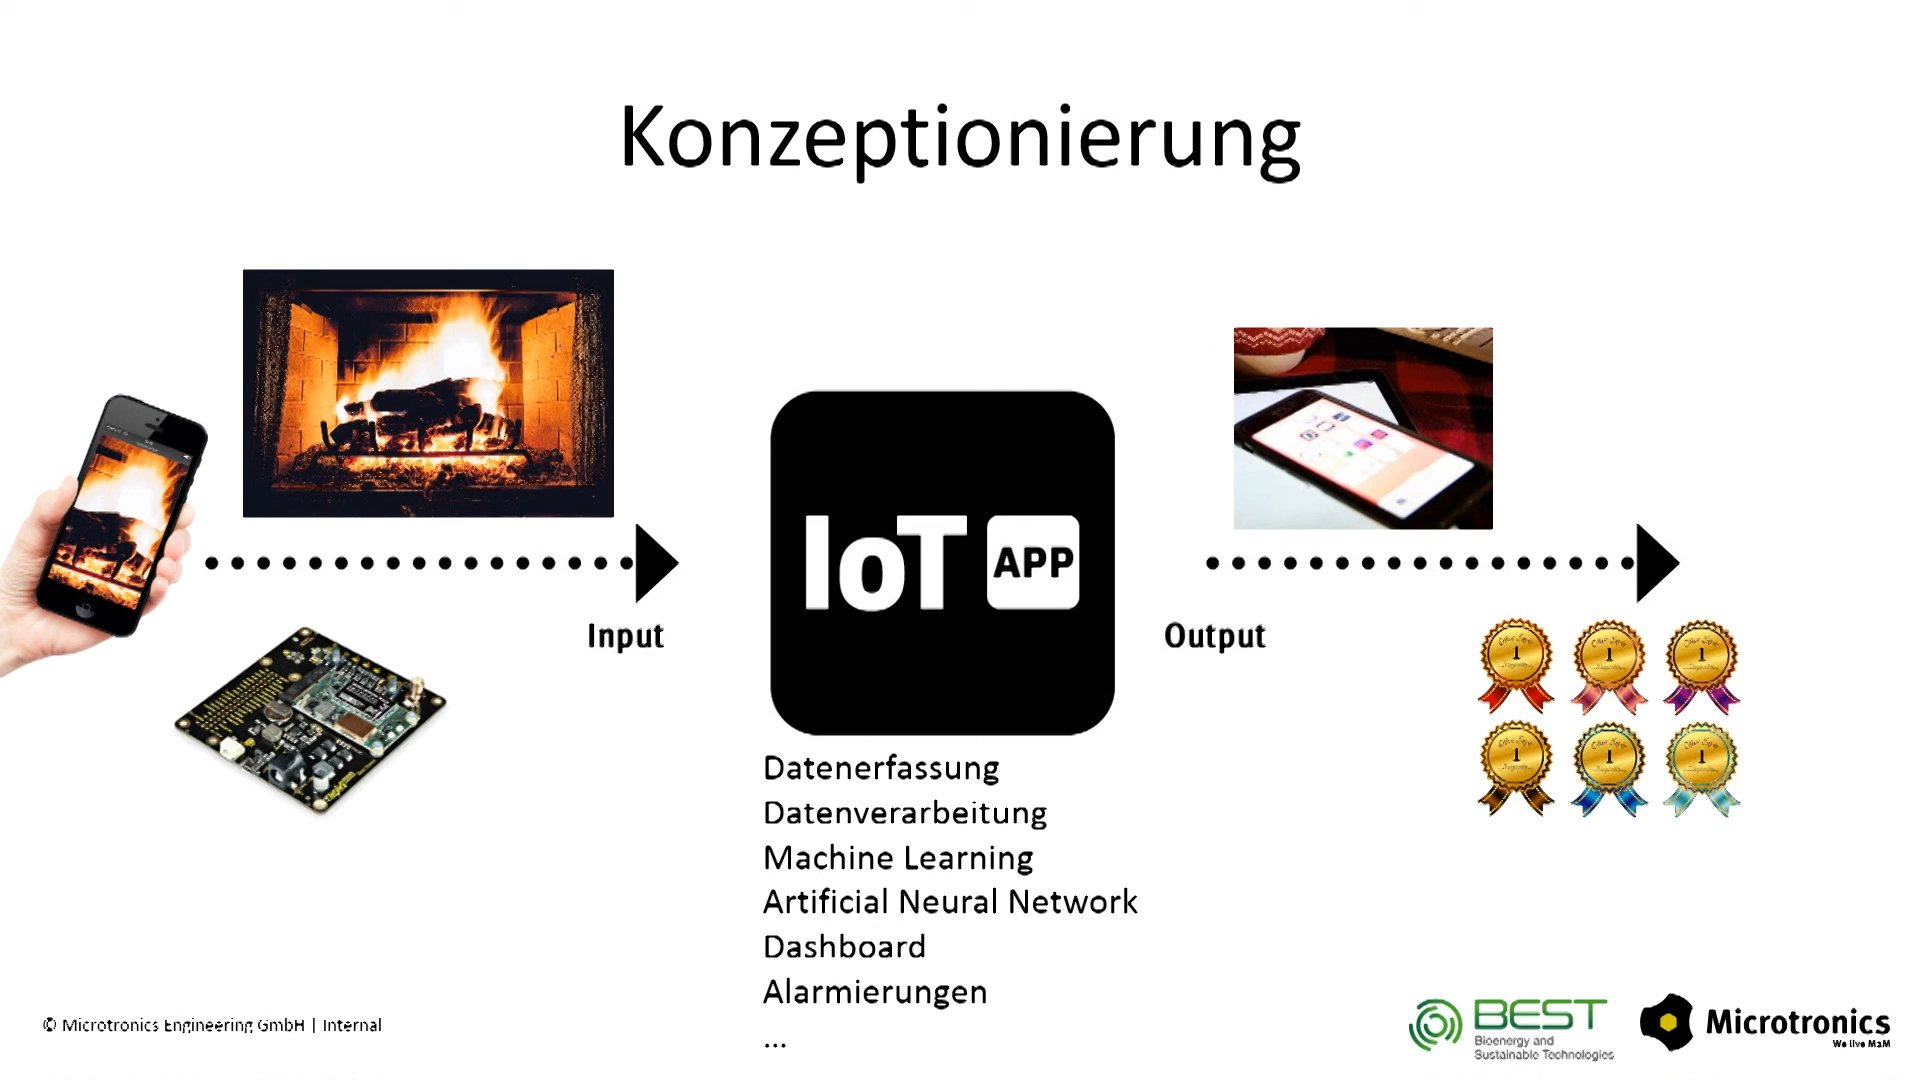 Konzeptionierung
Input
IoT APP
Output
Datenerfassung
Datenverarbeitung
Machine Learning
Artificial Neural Network
Dashboard
Alarmierungen
...
© Microtronics Engineering GmbH | Internal
BEST
Bioenergy and
Sustainable Technologies
Microtronics
We live M2M